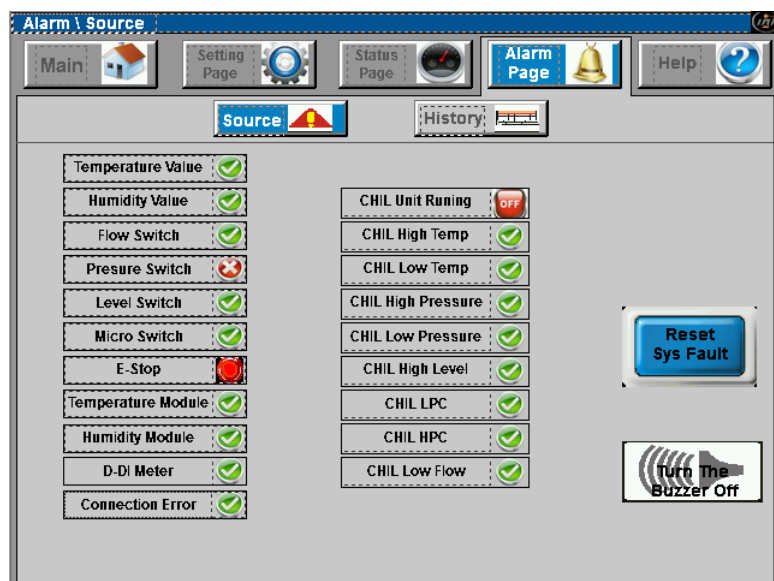 Alarm \ Source
Main
Setting
Page
Status
Page
Alarm
Page
Help
Source
History
Temperature Value
Humidity Value
Flow Switch
Presure Switch
Level Switch
Micro Switch
E-Stop
Temperature Module
Humidity Module
D-DI Meter
Connection Error
CHIL Unit Runing
OFF
CHIL High Temp
CHIL Low Temp
CHIL High Pressure
CHIL Low Pressure
CHIL High Level
CHIL LPC
CHIL HPC
CHIL Low Flow
Reset
Sys Fault
Turn The
Buzzer Off